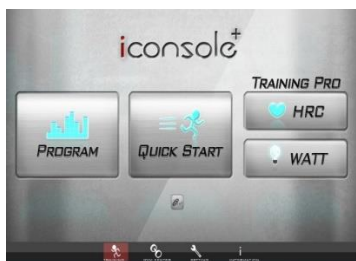 iconsole+
TRAINING PRO
PROGRAM
QUICK START
HRC
WATT